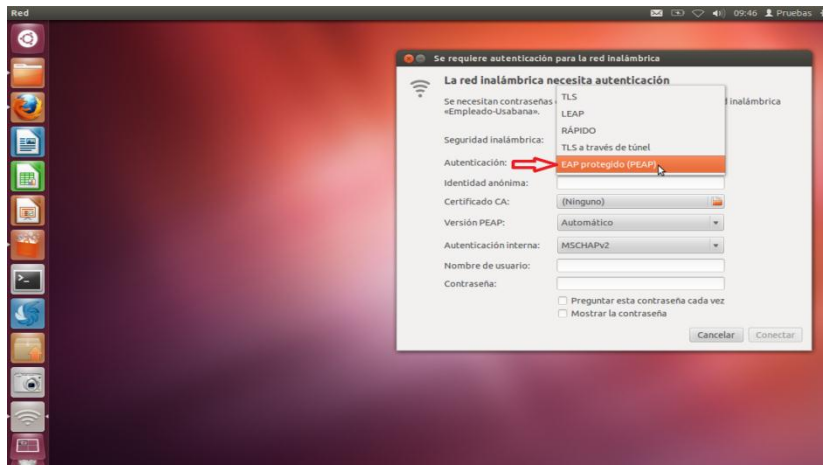 Red
09:46 Pruebas
Se requiere autenticación para la red inalámbrica
La red inalámbrica necesita autenticación
Se necesitan contraseñas inalámbrica
«Empleado-Usabana».
Seguridad inalámbrica:
TLS
LEAP
RÁPIDO
TLS a través de túnel
Autenticación: EAP protegido (PEAP)
Identidad anónima:
Certificado CA: (Ninguno)
Versión PEAP: Automático
Autenticación interna: MSCHAPv2
Nombre de usuario:
Contraseña:
Preguntar esta contraseña cada vez
Mostrar la contraseña
Cancelar Conectar